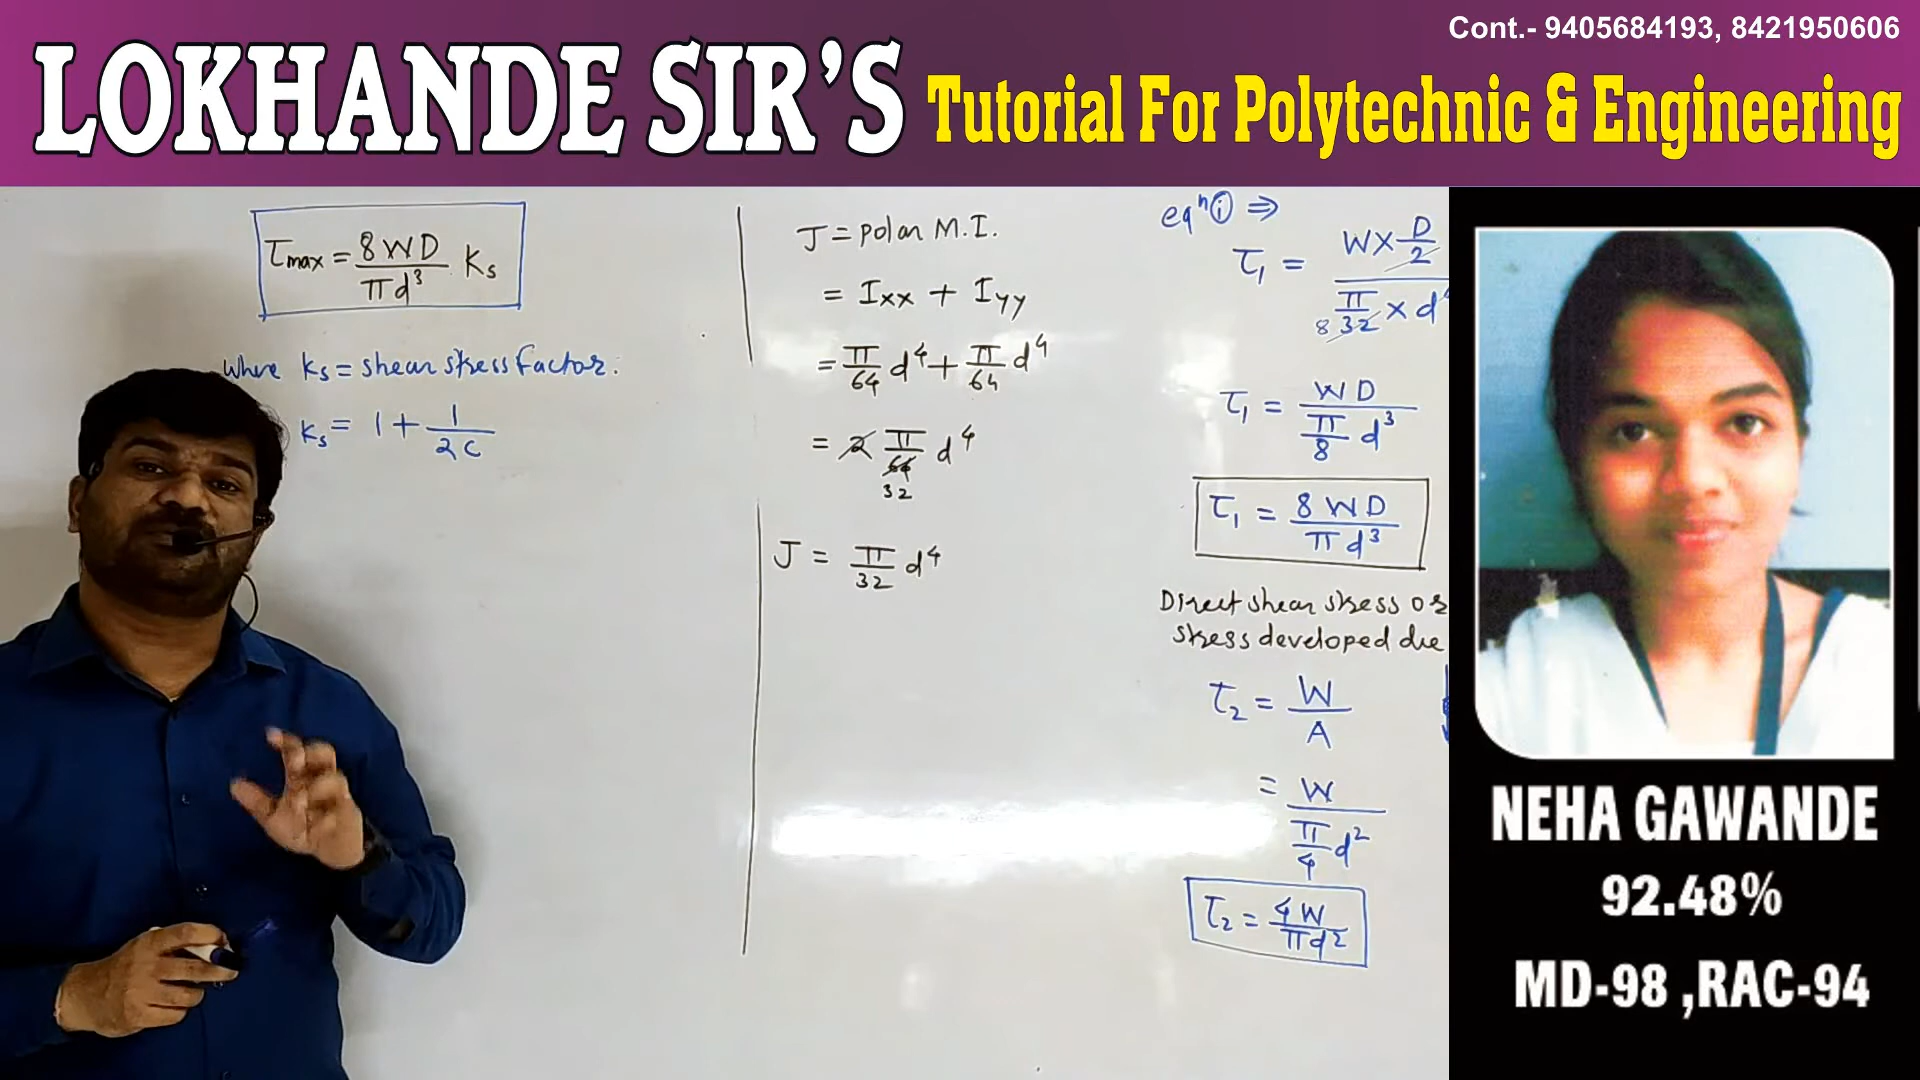 Cont.- 9405684193, 8421950606
LOKHANDE SIR'S Tutorial For Polytechnic & Engineering
τmax = 8WD / πd³ Ks
Where Ks = shear stress factor.
Ks = 1 + 1/2C
J = polar M.I.
= Ixx + Iyy
= π/64 d⁴ + π/64 d⁴
= 2 π/64 d⁴
32
J = π/32 d⁴
eqⁿ ⓘ ⇒
τ₁ = W × D/2 / π/32 × d⁴
8
τ₁ = WD / π/8 d³
τ₁ = 8WD / πd³
Direct shear stress or
stress developed due
τ₂ = W/A
= W / π/4 d²
τ₂ = 4W / πd²
NEHA GAWANDE
92.48%
MD-98 ,RAC-94